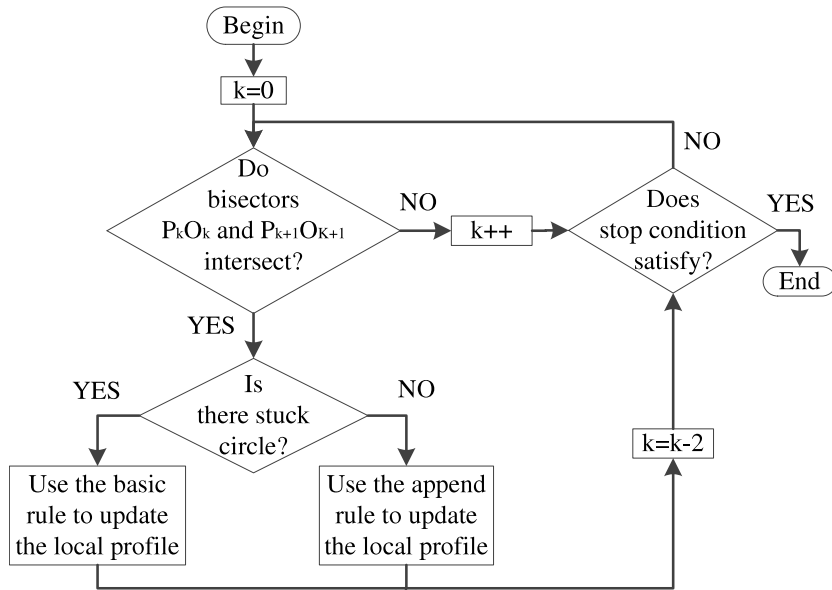 Begin
k=0
NO
Do
bisectors
PkOk and Pk+1OK+1
intersect?
NO
k++
Does
stop condition
satisfy?
YES
End
YES
Is
there stuck
circle?
YES
NO
k=k-2
Use the basic
rule to update
the local profile
Use the append
rule to update
the local profile